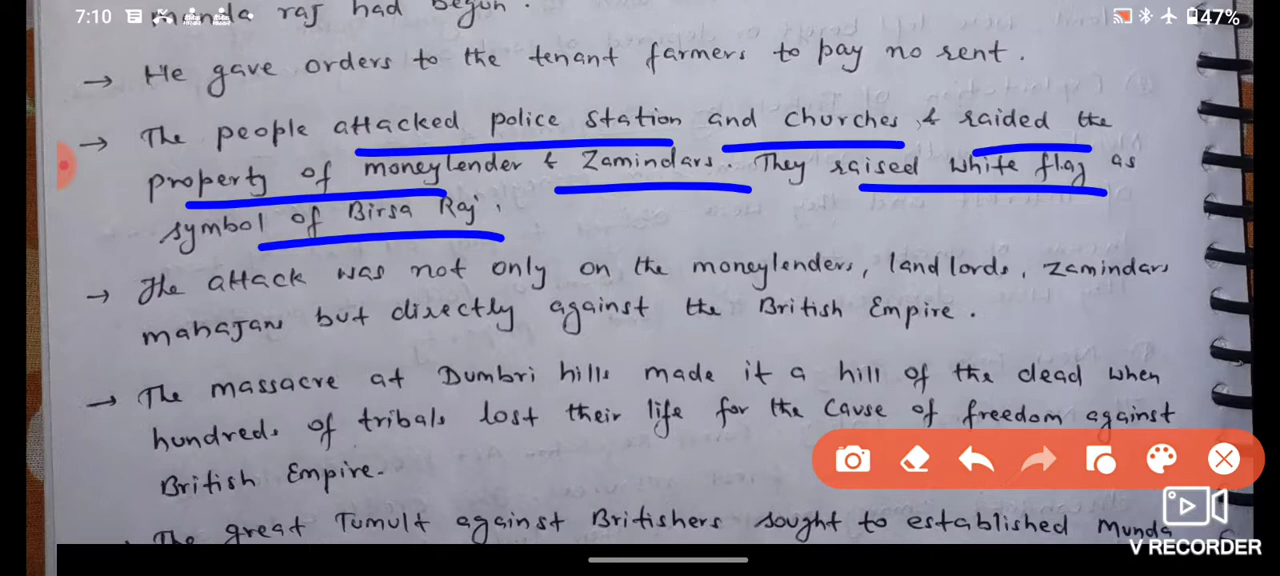 7:10
47%
munda raj had begun.
→ He gave orders to the tenant farmers to pay no rent.
→ The people attacked police station and churches & raided the
property of moneylender & Zamindars. They raised white flag as
symbol of Birsa Raj.
→ The attack was not only on the moneylenders, landlords, Zamindars
mahajan but directly against the British Empire.
→ The massacre at Dumbri hills made it a hill of the dead when
hundreds of tribals lost their life for the cause of freedom against
British Empire.
The great Tumult against Britishers sought to established Munda
V RECORDER